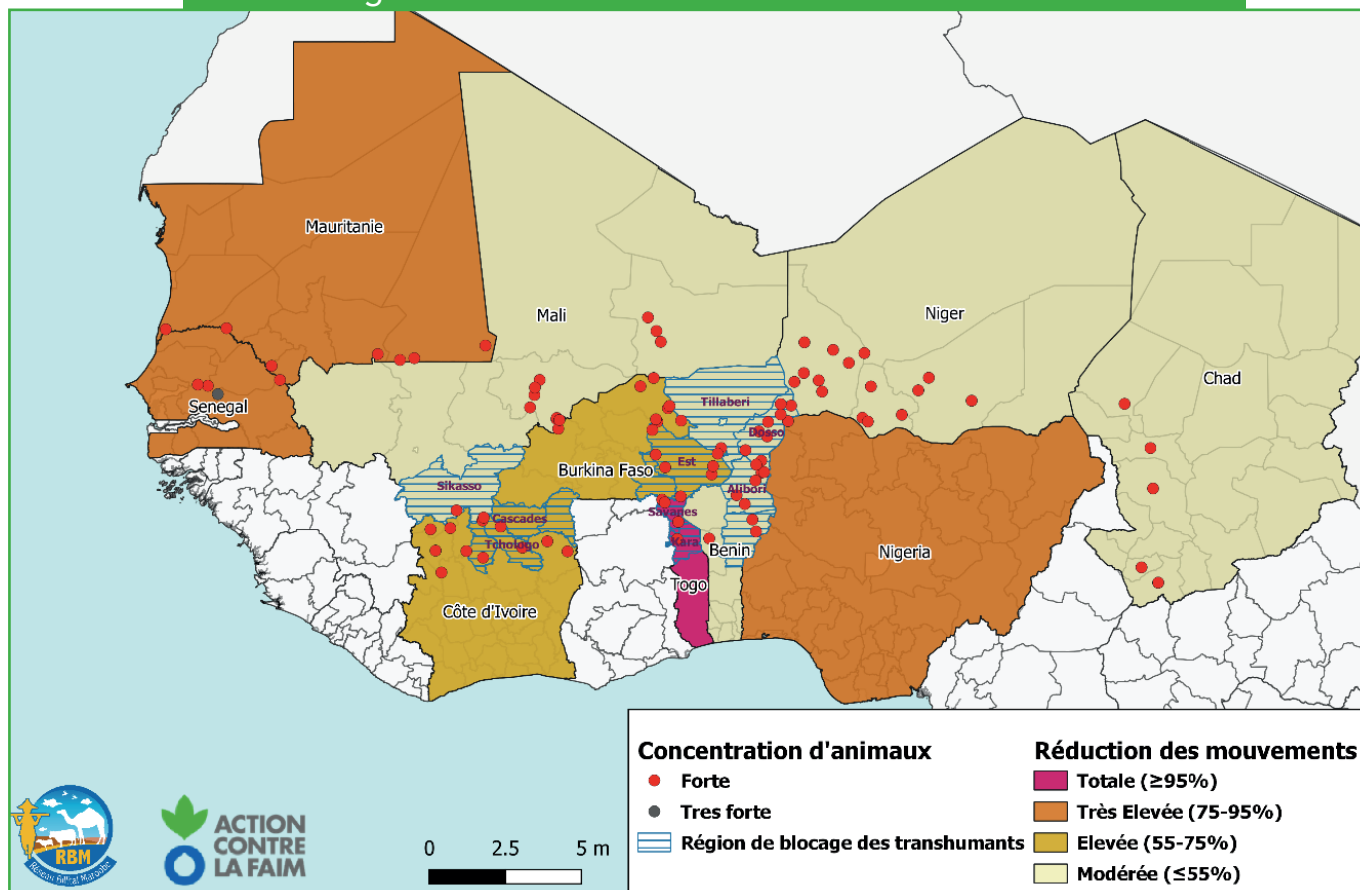 Mauritanie
Mali
Niger
Chad
Senegal
Tillaberi
Dosso
Est
Burkina Faso
Sikasso
Alibori
Savanes
Cascades
Tchologo
Kara
Benin
Nigeria
Togo
Côte d'Ivoire
Concentration d'animaux
Forte
Tres forte
Région de blocage des transhumants
Réduction des mouvements
Totale (≥95%)
Très Elevée (75-95%)
Elevée (55-75%)
Modérée (≤55%)
RBM
ACTION
CONTRE
LA FAIM
0 2.5 5 m